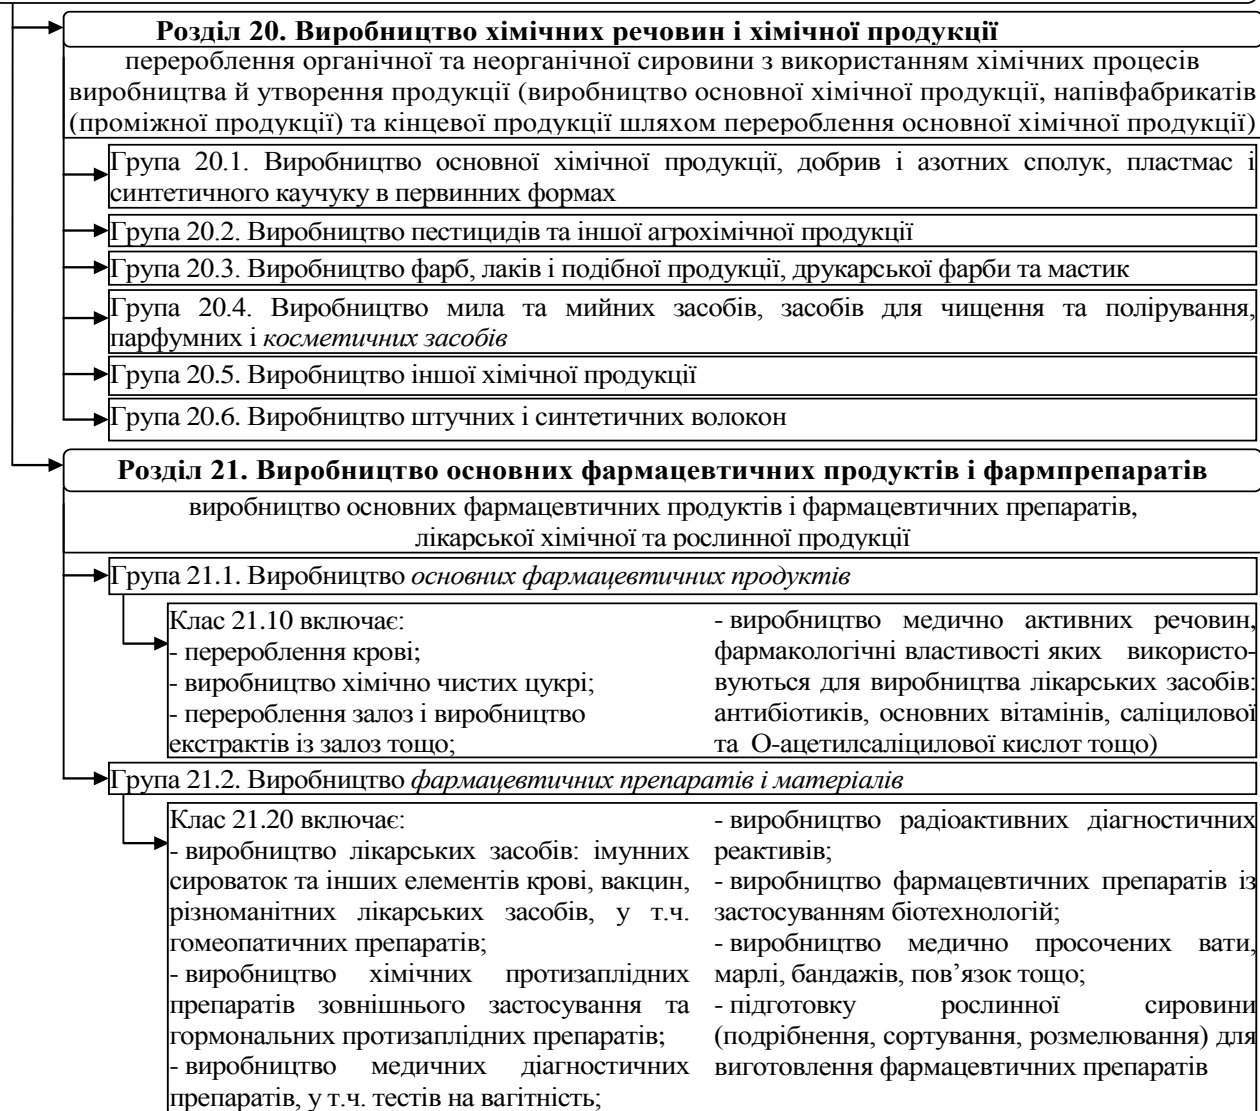 Розділ 20. Виробництво хімічних речовин і хімічної продукції
перероблення органічної та неорганічної сировини з використанням хімічних процесів
виробництва й утворення продукції (виробництво основної хімічної продукції, напівфабрикатів
(проміжної продукції) та кінцевої продукції шляхом перероблення основної хімічної продукції)
Група 20.1. Виробництво основної хімічної продукції, добрив і азотних сполук, пластмас і
синтетичного каучуку в первинних формах
Група 20.2. Виробництво пестицидів та іншої агрохімічної продукції
Група 20.3. Виробництво фарб, лаків і подібної продукції, друкарської фарби та мастик
Група 20.4. Виробництво мила та мийних засобів, засобів для чищення та полірування,
парфумних і косметичних засобів
Група 20.5. Виробництво іншої хімічної продукції
Група 20.6. Виробництво штучних і синтетичних волокон
Розділ 21. Виробництво основних фармацевтичних продуктів і фармпрепаратів
виробництво основних фармацевтичних продуктів і фармацевтичних препаратів,
лікарської хімічної та рослинної продукції
Група 21.1. Виробництво основних фармацевтичних продуктів
Клас 21.10 включає:
- перероблення крові;
- виробництво хімічно чистих цукрі;
- перероблення залоз і виробництво
екстрактів із залоз тощо;
- виробництво медично активних речовин,
фармакологічні властивості яких використо-
вуються для виробництва лікарських засобів:
антибіотиків, основних вітамінів, саліцилової
та О-ацетилсаліцилової кислот тощо)
Група 21.2. Виробництво фармацевтичних препаратів і матеріалів
Клас 21.20 включає:
- виробництво лікарських засобів: імунних
сироваток та інших елементів крові, вакцин,
різноманітних лікарських засобів, у т.ч.
гомеопатичних препаратів;
- виробництво хімічних протизаплідних
препаратів зовнішнього застосування та
гормональних протизаплідних препаратів;
- виробництво медичних діагностичних
препаратів, у т.ч. тестів на вагітність;
- виробництво радіоактивних діагностичних
реактивів;
- виробництво фармацевтичних препаратів із
застосуванням біотехнологій;
- виробництво медично просочених вати,
марлі, бандажів, пов’язок тощо;
- підготовку рослинної сировини
(подрібнення, сортування, розмелювання) для
виготовлення фармацевтичних препаратів